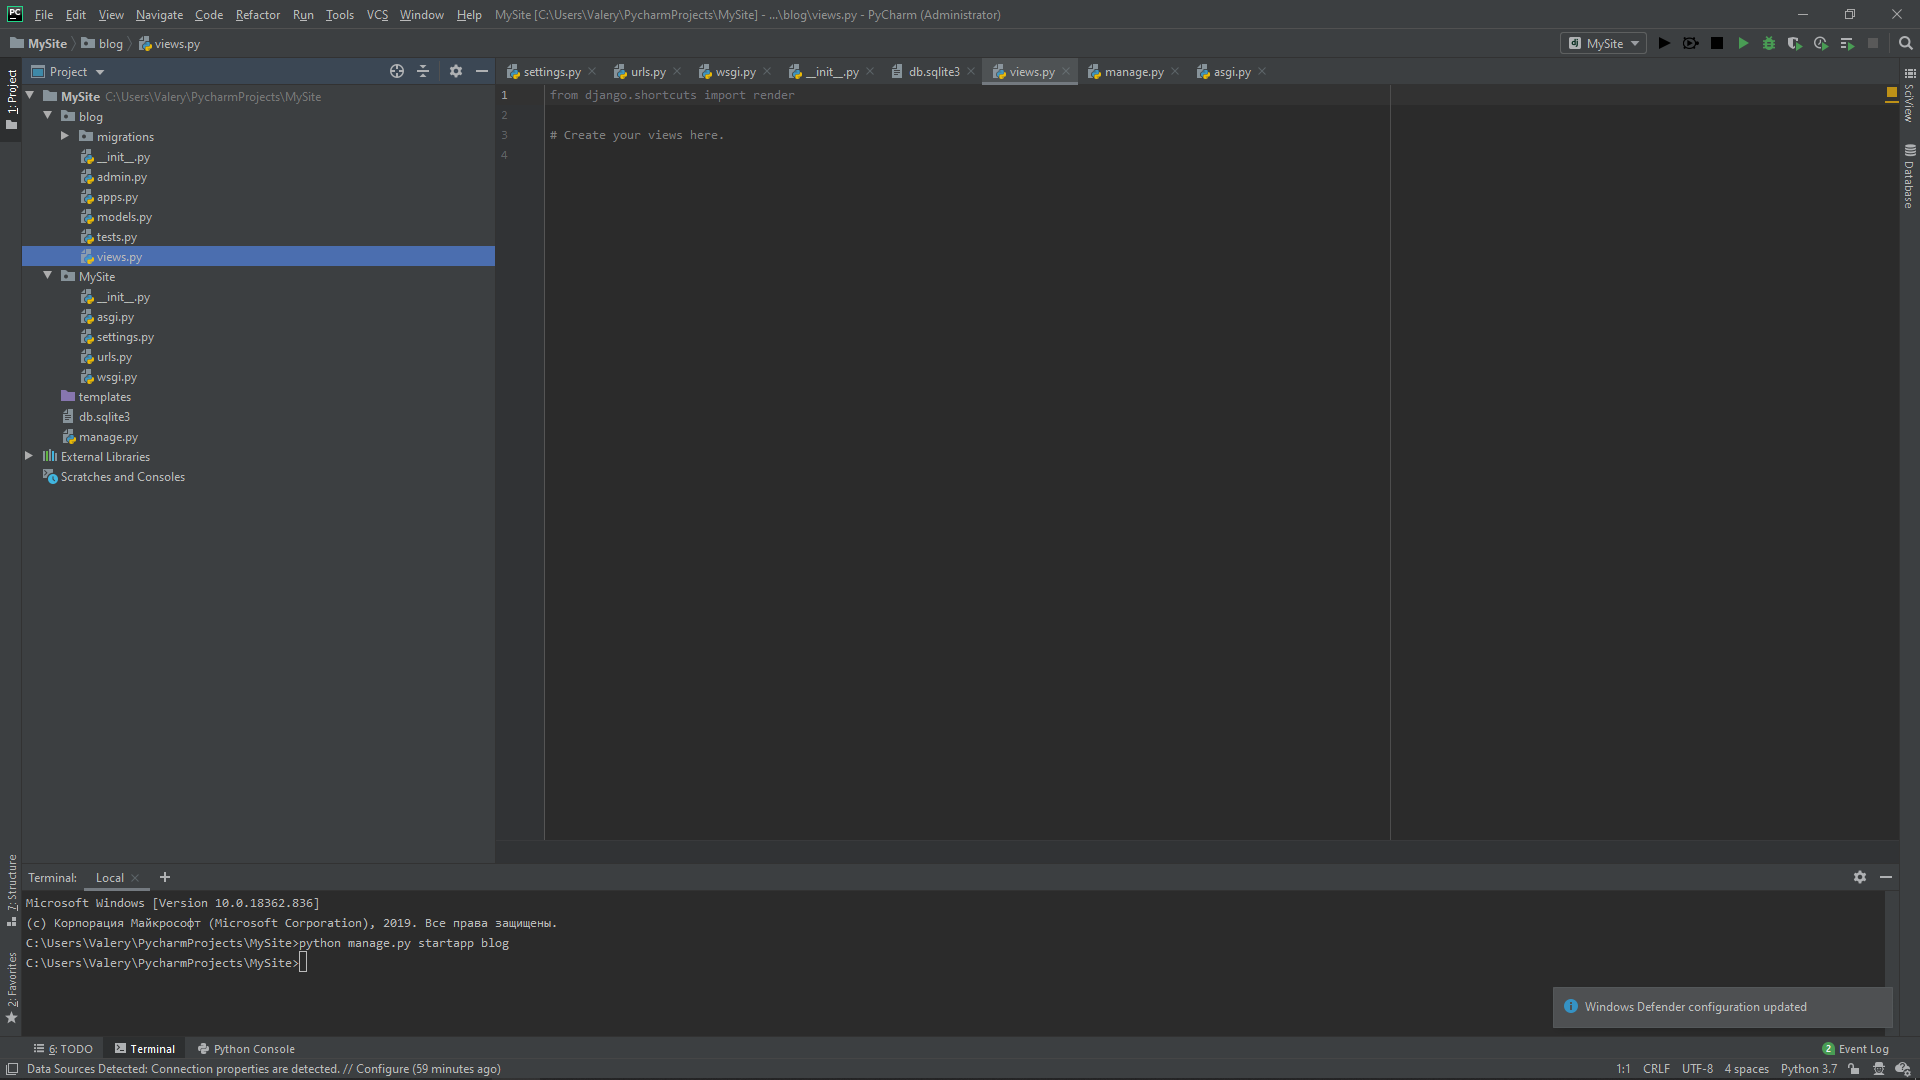 PC File Edit View Navigate Code Refactor Run Tools VCS Window Help MySite [C:\Users\Valery\PycharmProjects\MySite] - ...\blog\views.py - PyCharm (Administrator)
MySite blog views.py dj MySite
1: Project
Project settings.py urls.py wsgi.py __init__.py db.sqlite3 views.py manage.py asgi.py
MySite C:\Users\Valery\PycharmProjects\MySite
blog
migrations
__init__.py
admin.py
apps.py
models.py
tests.py
views.py
MySite
__init__.py
asgi.py
settings.py
urls.py
wsgi.py
templates
db.sqlite3
manage.py
External Libraries
Scratches and Consoles
1 from django.shortcuts import render
2
3 # Create your views here.
4
SciView
Database
7: Structure
2: Favorites
Terminal: Local
Microsoft Windows [Version 10.0.18362.836]
(c) Корпорация Майкрософт (Microsoft Corporation), 2019. Все права защищены.
C:\Users\Valery\PycharmProjects\MySite>python manage.py startapp blog
C:\Users\Valery\PycharmProjects\MySite>
Windows Defender configuration updated
6: TODO Terminal Python Console 2 Event Log
Data Sources Detected: Connection properties are detected. // Configure (59 minutes ago) 1:1 CRLF UTF-8 4 spaces Python 3.7